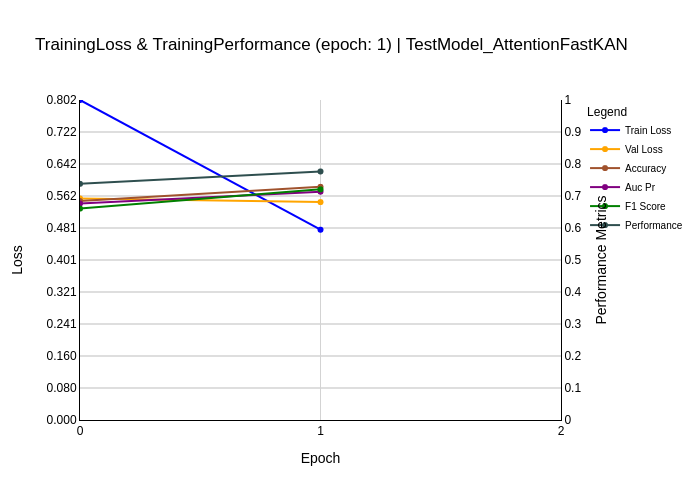 TrainingLoss & TrainingPerformance (epoch: 1) | TestModel_AttentionFastKAN
0.802
0.722
0.642
0.562
0.481
0.401
0.321
0.241
0.160
0.080
0.000
Loss
0
1
2
Epoch
1
0.9
0.8
0.7
0.6
0.5
0.4
0.3
0.2
0.1
0
Performance Metrics
Legend
Train Loss
Val Loss
Accuracy
Auc Pr
F1 Score
Performance